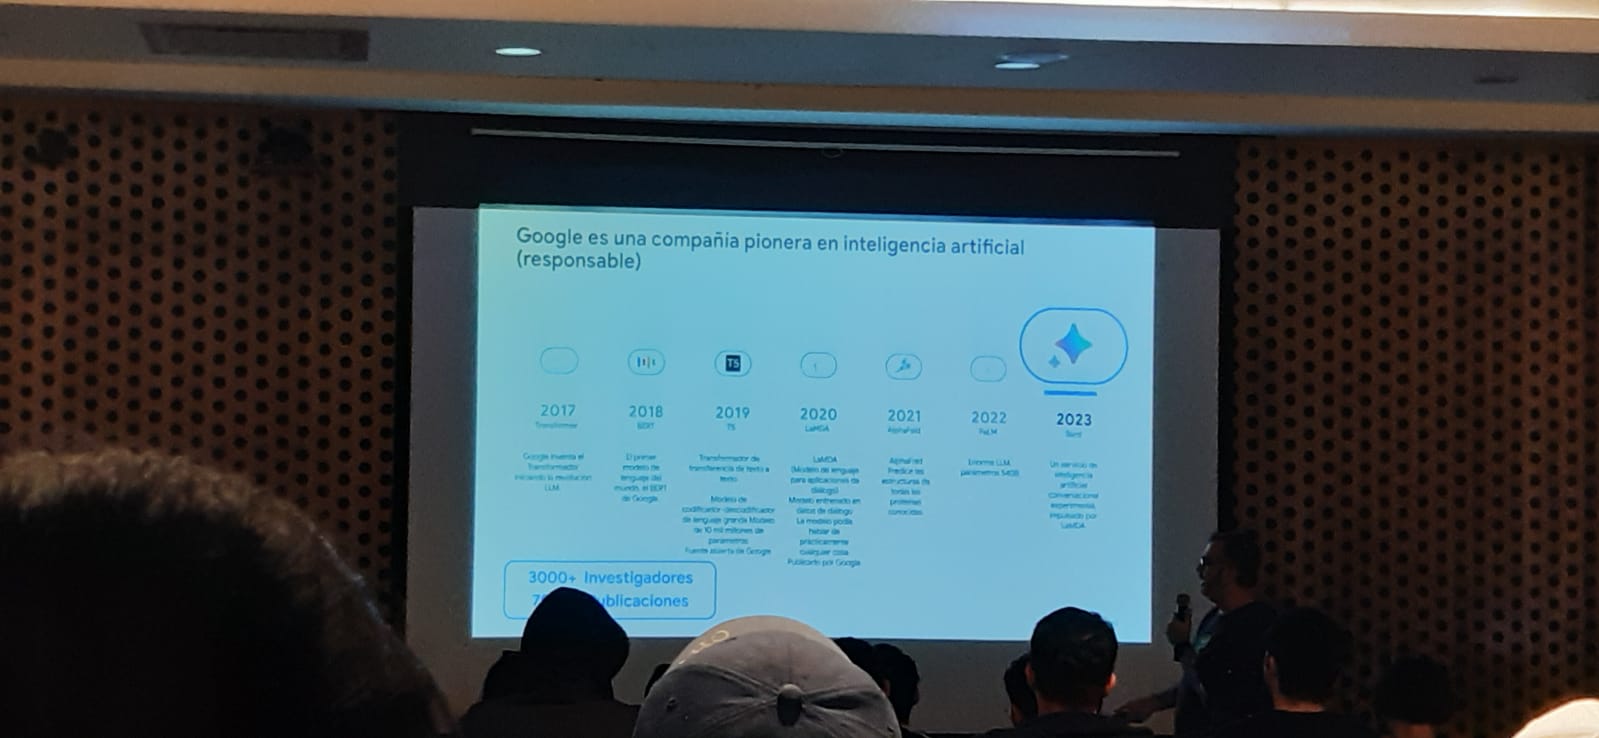 Google es una compañia pionera en inteligencia artificial
(responsable)
T5
2017
Transformer
Google inventa el
Transformador
iniciando la revolución
LLM.
2018
BERT
El primer
modelo de
lenguaje del
mundo, el BERT
de Google.
2019
T5
Transformador de
transferencia de texto a
texto
Modelo de
codificador-decodificador
de lenguaje grande Modelo
de 10 mil millones de
parámetros
Fuente abierta de Google
2020
LaMDA
LaMDA
(Modelo de lenguaje
para aplicaciones de
diálogo)
Modelo entrenado en
datos de diálogo
La modelo podía
hablar de
prácticamente
cualquier cosa
Publicado por Google
2021
AlphaFold
AlphaFold
Predice las
estructuras de
todas las
proteínas
conocidas
2022
PaLM
Enorme LLM,
parámetros 540B
2023
Bard
Un servicio de
inteligencia
artificial
conversacional
experimental,
impulsado por
LaMDA
3000+ Investigadores